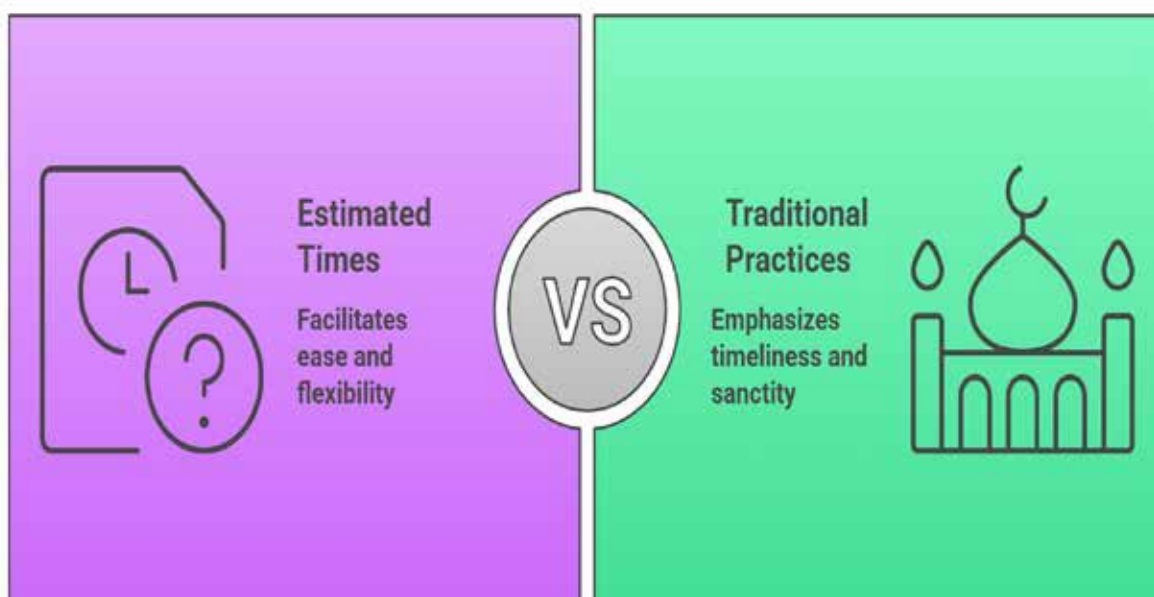 Estimated
Times
Facilitates
ease and
flexibility
VS
Traditional
Practices
Emphasizes
timeliness and
sanctity